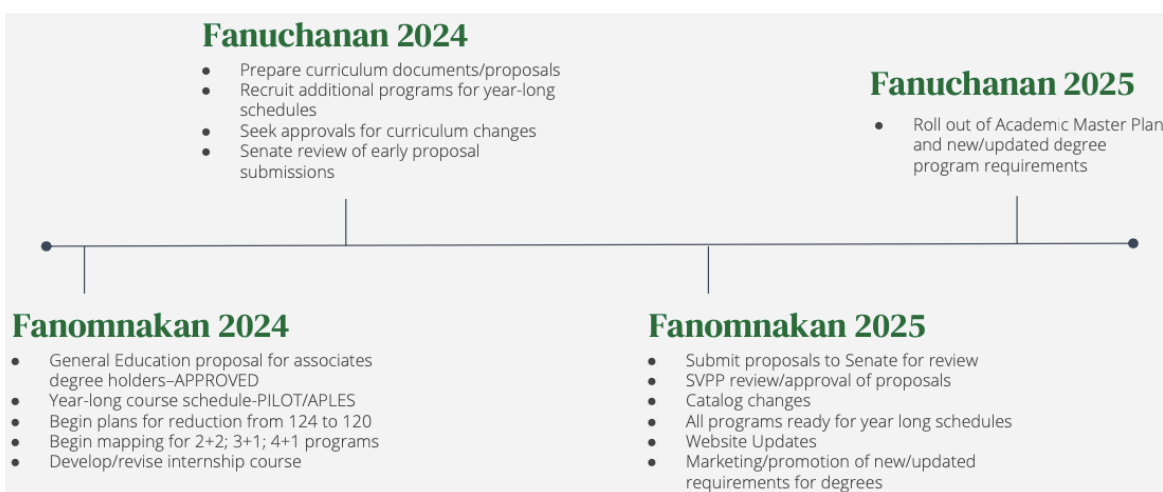 Fanuchanan 2024
● Prepare curriculum documents/proposals
● Recruit additional programs for year-long
schedules
● Seek approvals for curriculum changes
● Senate review of early proposal
submissions
Fanuchanan 2025
● Roll out of Academic Master Plan
and new/updated degree
program requirements
Fanomnakan 2024
● General Education proposal for associates
degree holders–APPROVED
● Year-long course schedule-PILOT/APLES
● Begin plans for reduction from 124 to 120
● Begin mapping for 2+2; 3+1; 4+1 programs
● Develop/revise internship course
Fanomnakan 2025
● Submit proposals to Senate for review
● SVPP review/approval of proposals
● Catalog changes
● All programs ready for year long schedules
● Website Updates
● Marketing/promotion of new/updated
requirements for degrees